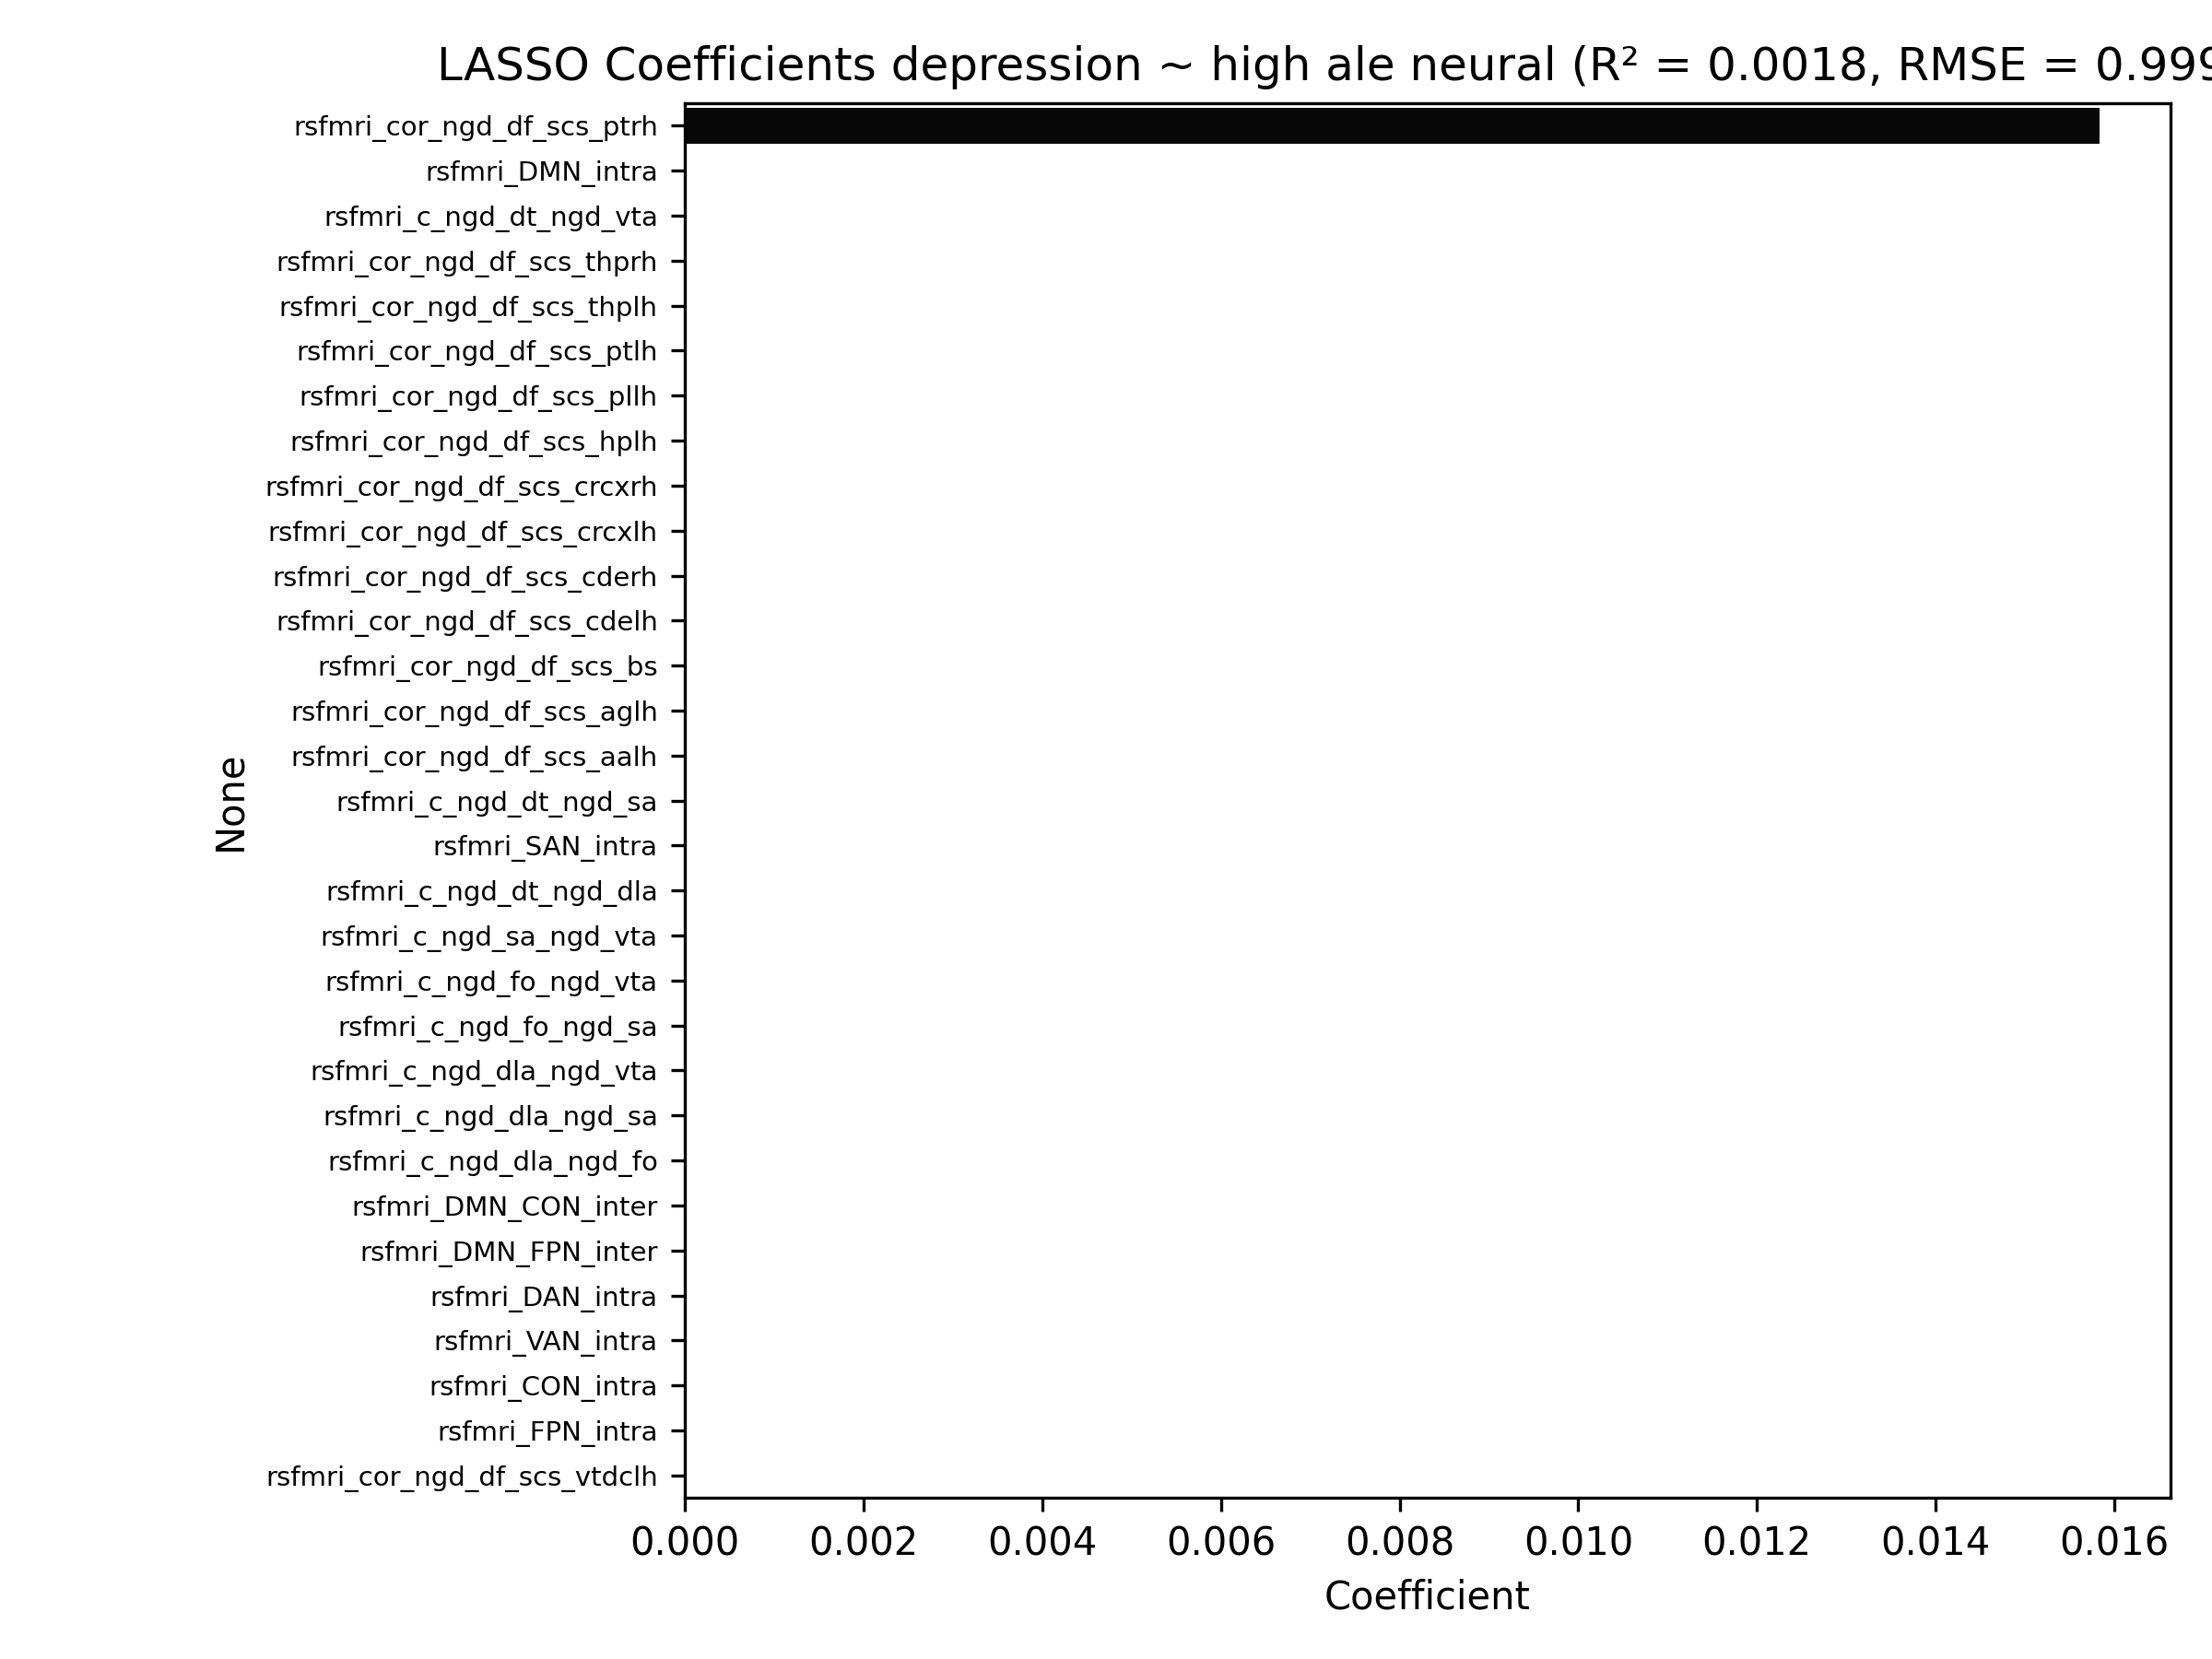 LASSO Coefficients depression ~ high ale neural (R² = 0.0018, RMSE = 0.999
rsfmri_cor_ngd_df_scs_ptrh
rsfmri_DMN_intra
rsfmri_c_ngd_dt_ngd_vta
rsfmri_cor_ngd_df_scs_thprh
rsfmri_cor_ngd_df_scs_thplh
rsfmri_cor_ngd_df_scs_ptlh
rsfmri_cor_ngd_df_scs_pllh
rsfmri_cor_ngd_df_scs_hplh
rsfmri_cor_ngd_df_scs_crcxrh
rsfmri_cor_ngd_df_scs_crcxlh
rsfmri_cor_ngd_df_scs_cderh
rsfmri_cor_ngd_df_scs_cdelh
rsfmri_cor_ngd_df_scs_bs
rsfmri_cor_ngd_df_scs_aglh
rsfmri_cor_ngd_df_scs_aalh
rsfmri_c_ngd_dt_ngd_sa
rsfmri_SAN_intra
rsfmri_c_ngd_dt_ngd_dla
rsfmri_c_ngd_sa_ngd_vta
rsfmri_c_ngd_fo_ngd_vta
rsfmri_c_ngd_fo_ngd_sa
rsfmri_c_ngd_dla_ngd_vta
rsfmri_c_ngd_dla_ngd_sa
rsfmri_c_ngd_dla_ngd_fo
rsfmri_DMN_CON_inter
rsfmri_DMN_FPN_inter
rsfmri_DAN_intra
rsfmri_VAN_intra
rsfmri_CON_intra
rsfmri_FPN_intra
rsfmri_cor_ngd_df_scs_vtdclh
None
0.000 0.002 0.004 0.006 0.008 0.010 0.012 0.014 0.016
Coefficient